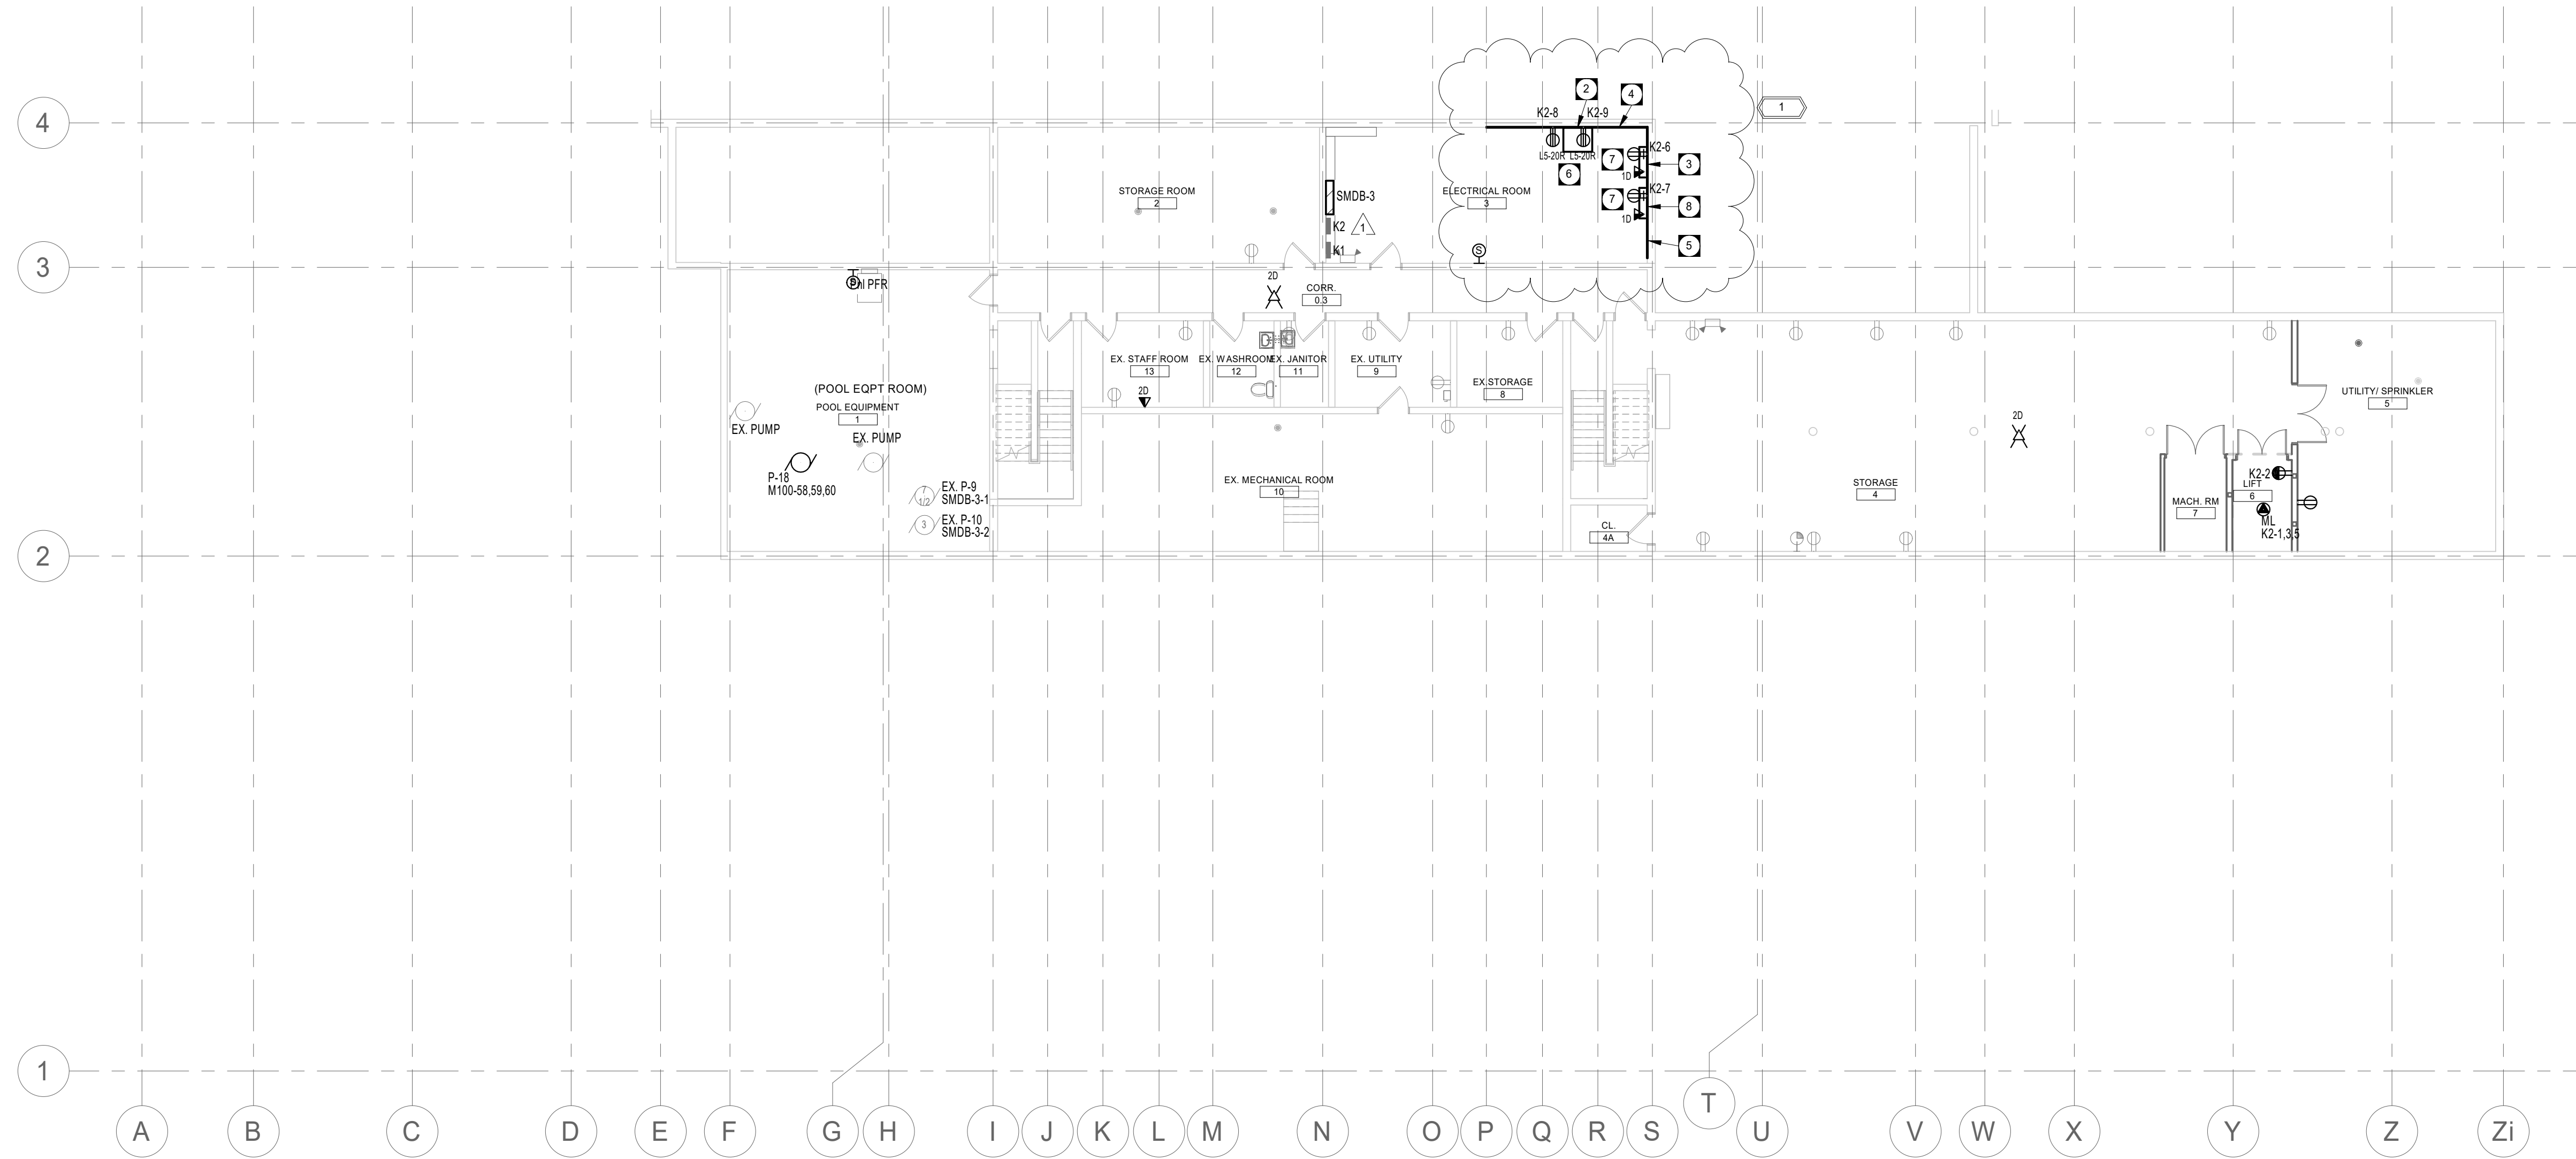 2
4
1
4
K2-8
K2-9
L5-20R
L5-20R
6
7
K2-6
3
1D
7
K2-7
8
1D
5
STORAGE ROOM
2
SMDB-3
K2
1
K1
ELECTRICAL ROOM
3
S
3
S
Pnl PFR
2D
CORR.
0.3
EX. STAFF ROOM
13
2D
EX. WASHROOM
12
EX. JANITOR
11
EX. UTILITY
9
EX.STORAGE
8
(POOL EQPT ROOM)
POOL EQUIPMENT
1
EX. PUMP
EX. PUMP
P-18
M100-58,59,60
7
1/2
EX. P-9
SMDB-3-1
3
EX. P-10
SMDB-3-2
EX. MECHANICAL ROOM
10
CL.
4A
STORAGE
4
2D
UTILITY/ SPRINKLER
5
MACH. RM
7
K2-2
LIFT
6
ML
K2-1,3,5
2
1
A
B
C
D
E
F
G
H
I
J
K
L
M
N
O
P
Q
R
S
T
U
V
W
X
Y
Z
Zi